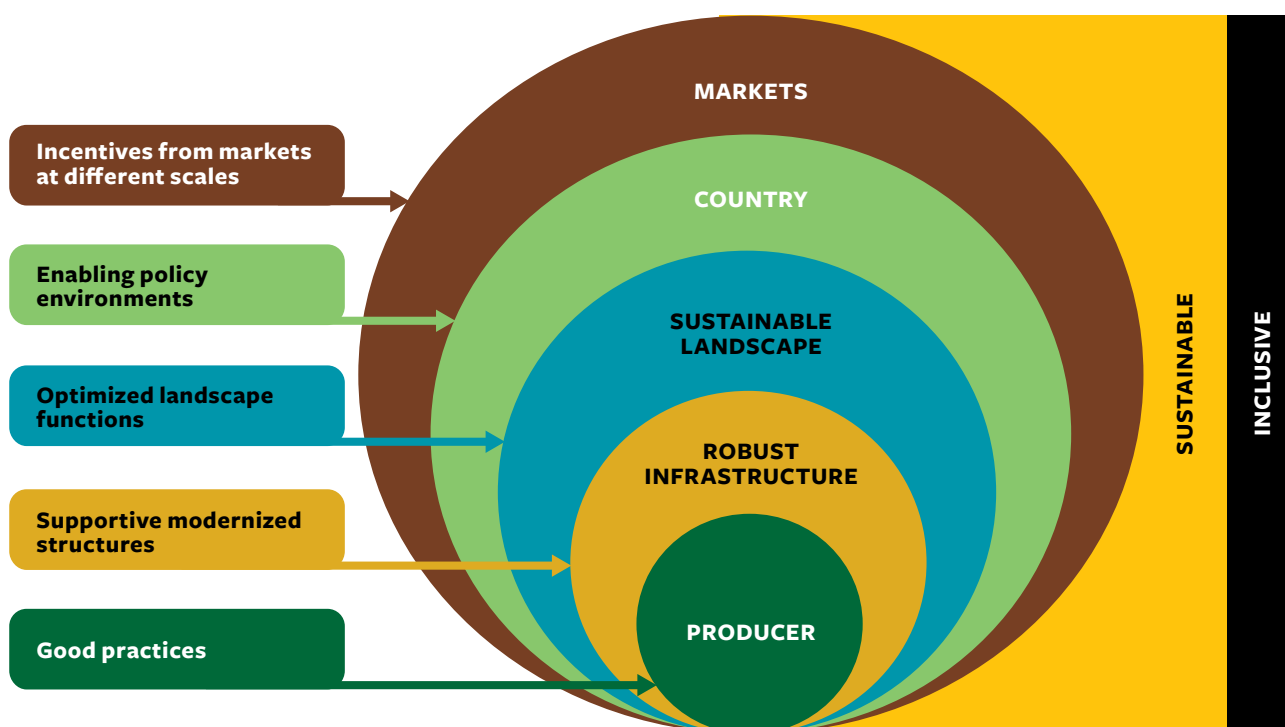 Incentives from markets
at different scales
Enabling policy
environments
Optimized landscape
functions
Supportive modernized
structures
Good practices
MARKETS
COUNTRY
SUSTAINABLE
LANDSCAPE
ROBUST
INFRASTRUCTURE
PRODUCER
SUSTAINABLE
INCLUSIVE